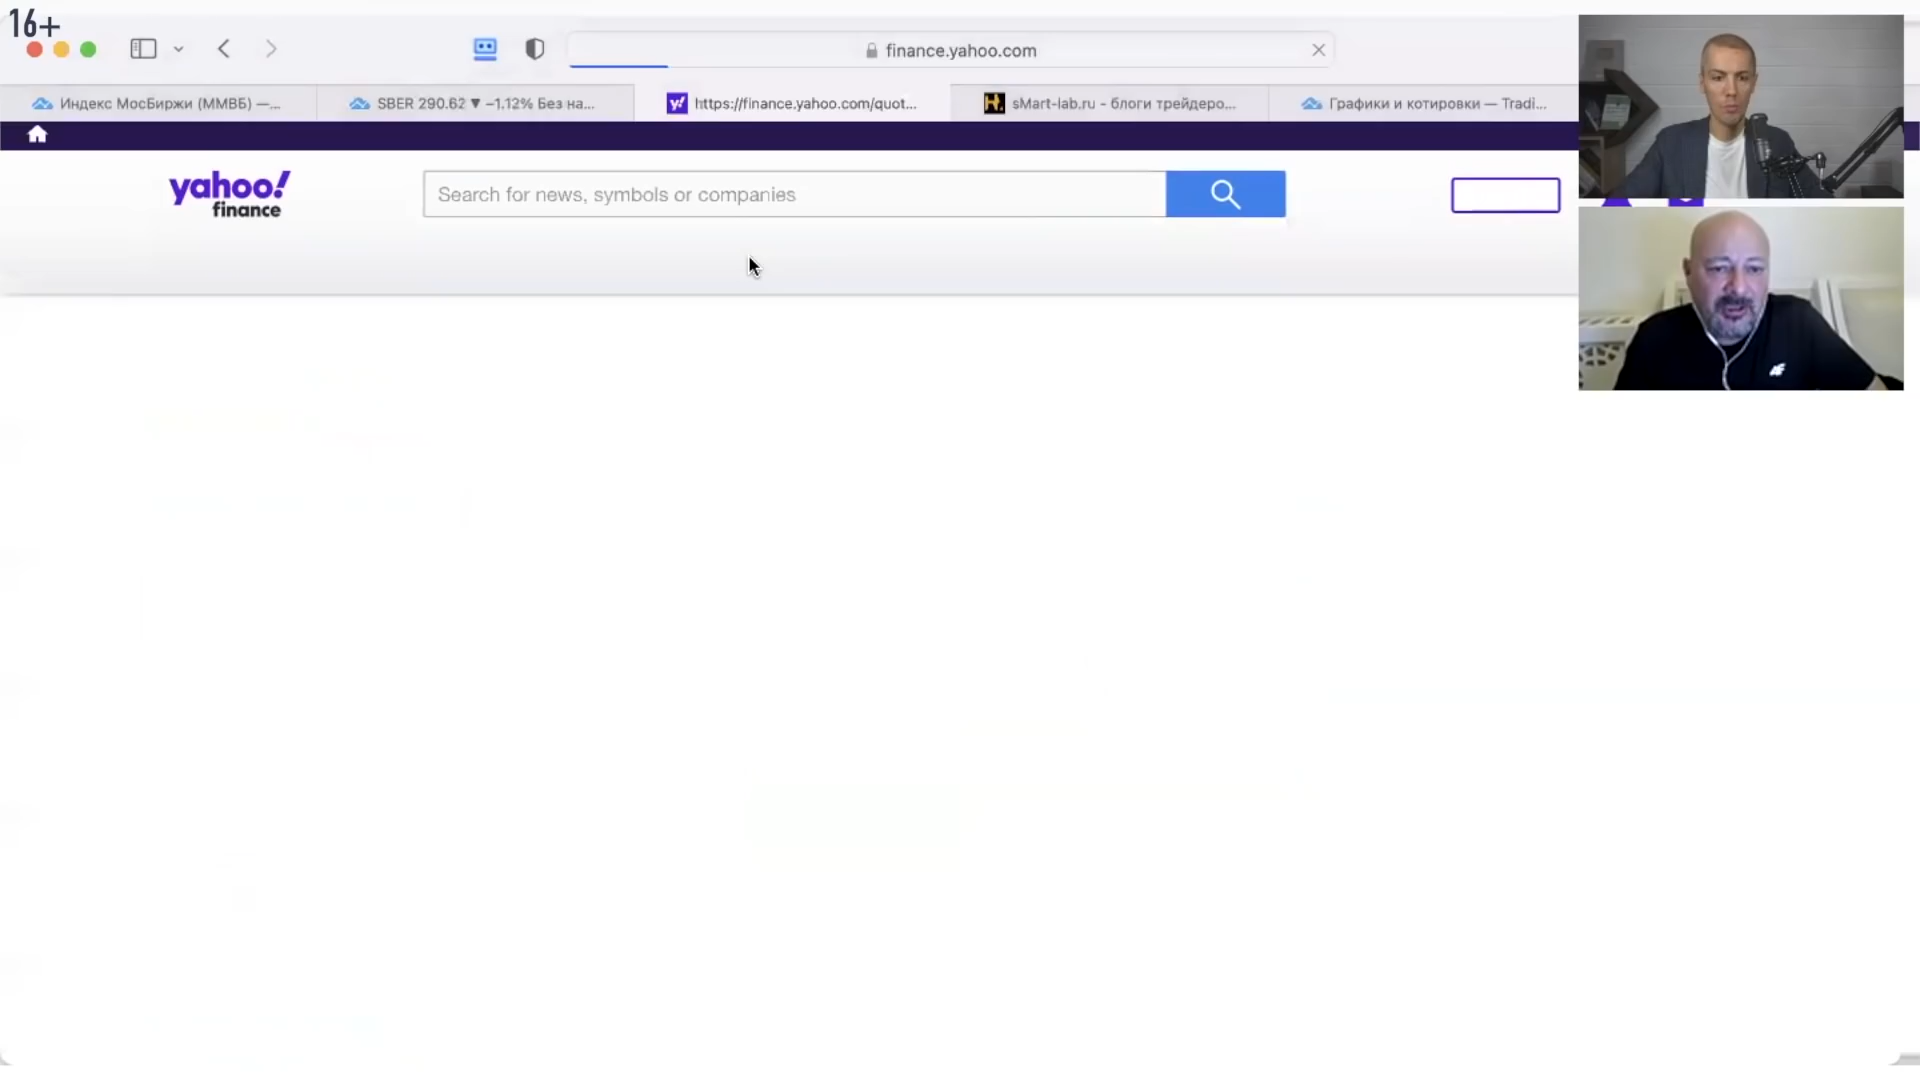 16+
finance.yahoo.com
Индекс МосБиржи (ММВБ) —...
SBER 290.62 ▼ −1.12% Без на...
https://finance.yahoo.com/quot...
sMart-lab.ru - блоги трейдеро...
Графики и котировки — Tradi...
yahoo!
finance
Search for news, symbols or companies